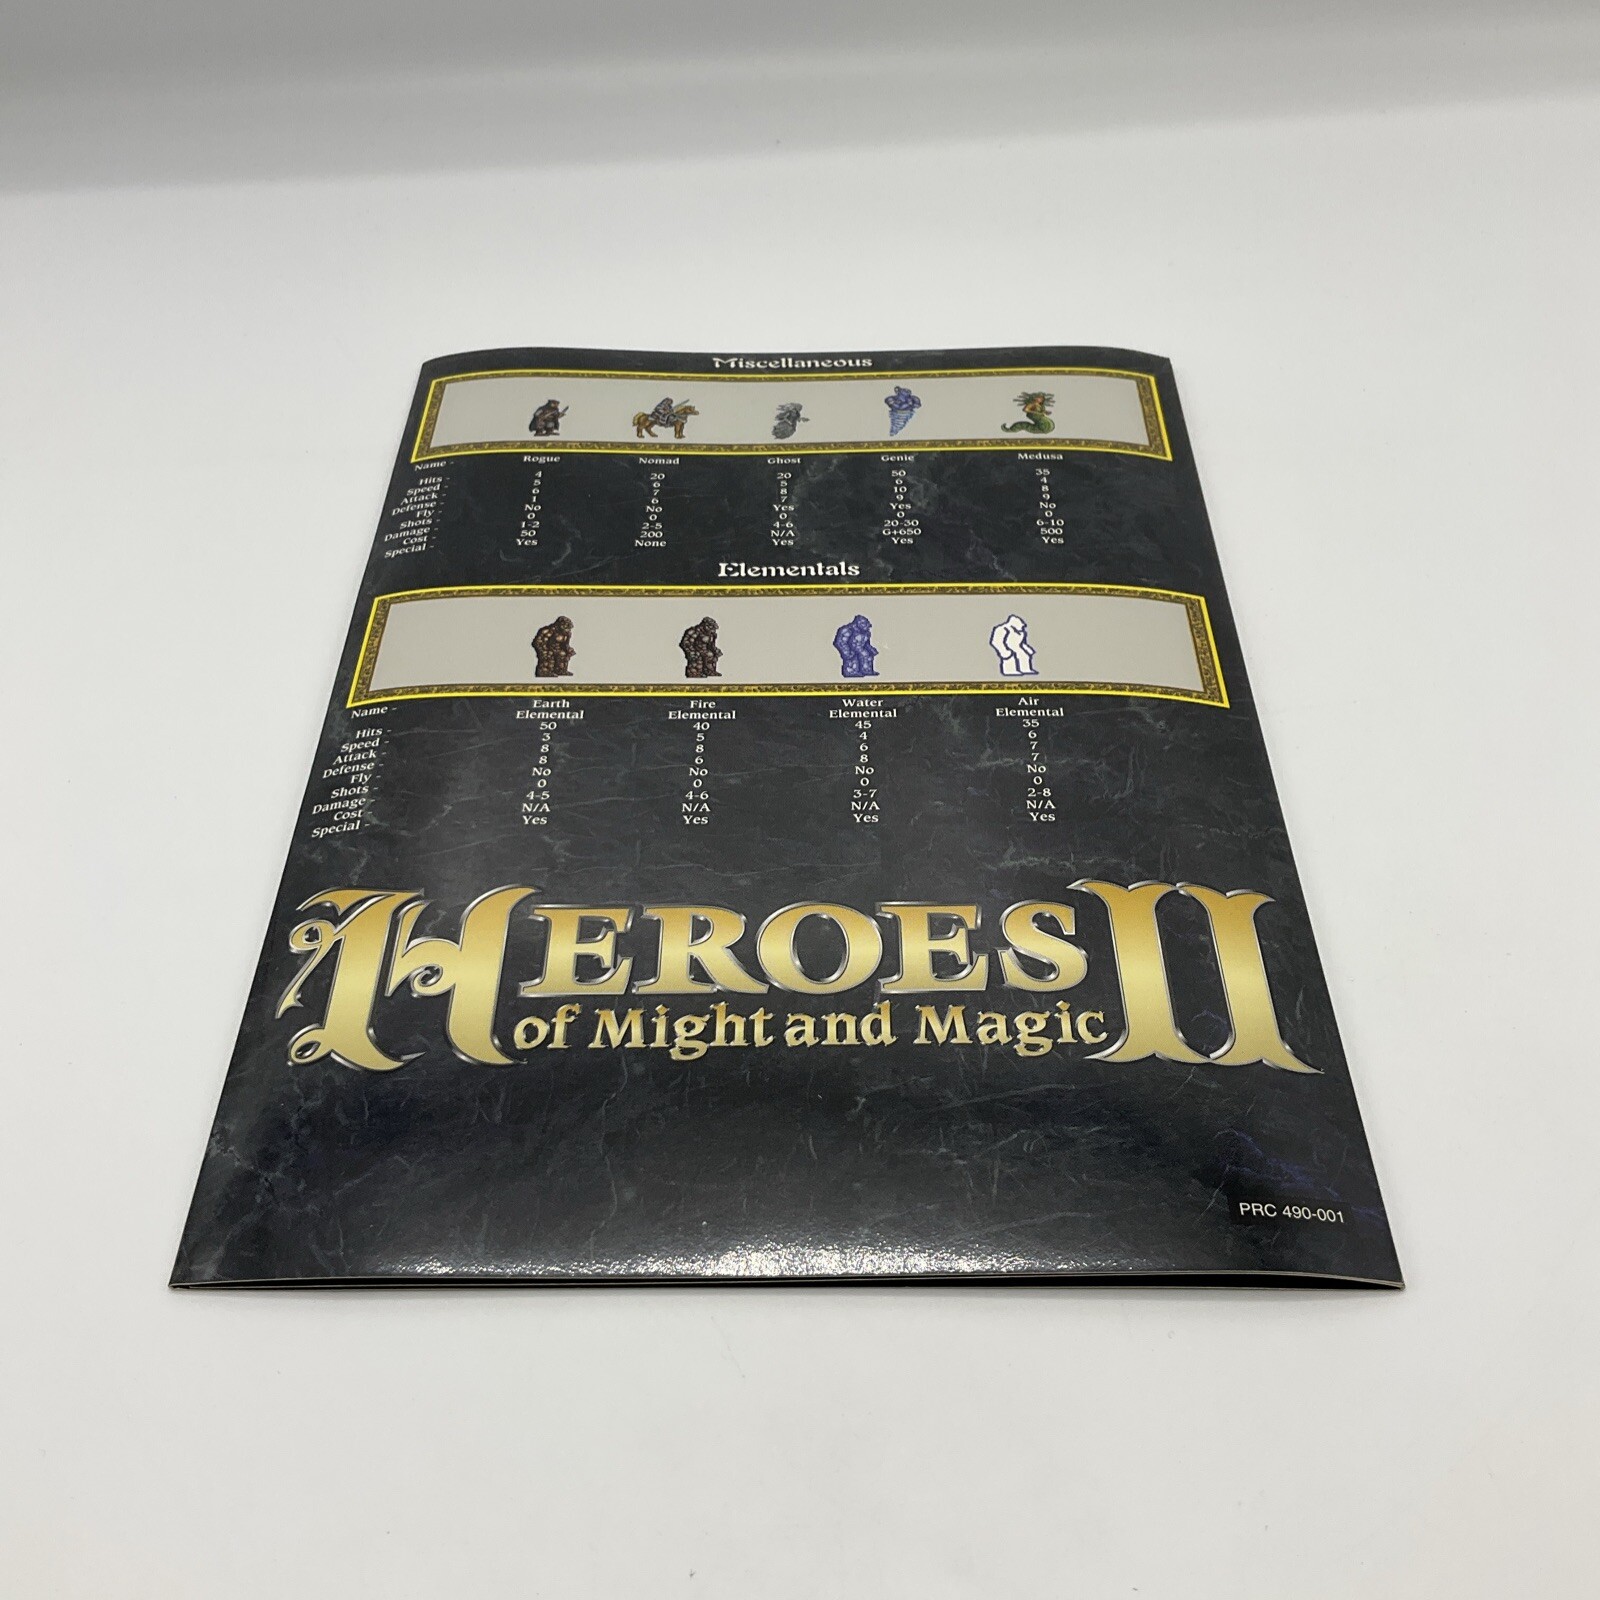 Miscellaneous
Name - Rogue Nomad Ghost Genie Medusa
Hits - 4 20 20 50 35
Speed - 5 6 5 6 4
Attack - 6 7 8 10 8
Defense - 1 6 7 9 9
Fly - No No Yes Yes No
Shots - 0 0 0 0 0
Damage - 1-2 2-5 4-6 20-30 6-10
Cost - 50 200 N/A G+650 500
Special - Yes None Yes Yes Yes
Elementals
Name - Earth Fire Water Air
Elemental Elemental Elemental Elemental
Hits - 50 40 45 35
Speed - 3 5 4 6
Attack - 8 8 6 7
Defense - 8 6 8 7
Fly - No No No No
Shots - 0 0 0 0
Damage - 4-5 4-6 3-7 2-8
Cost - N/A N/A N/A N/A
Special - Yes Yes Yes Yes
HEROES II
of Might and Magic
PRC 490-001